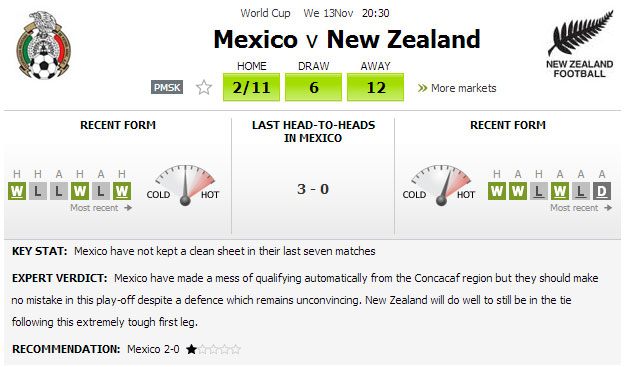 World Cup We 13Nov 20:30
Mexico v New Zealand
NEW ZEALAND
FOOTBALL
HOME DRAW AWAY
PMSK 2/11 6 12 » More markets
RECENT FORM
H H A H A H
W L L W L W
Most recent →
COLD HOT
LAST HEAD-TO-HEADS
IN MEXICO
3 - 0
RECENT FORM
COLD HOT
H A H A A A
W W L W L D
Most recent →
KEY STAT: Mexico have not kept a clean sheet in their last seven matches
EXPERT VERDICT: Mexico have made a mess of qualifying automatically from the Concacaf region but they should make
no mistake in this play-off despite a defence which remains unconvincing. New Zealand will do well to still be in the tie
following this extremely tough first leg.
RECOMMENDATION: Mexico 2-0